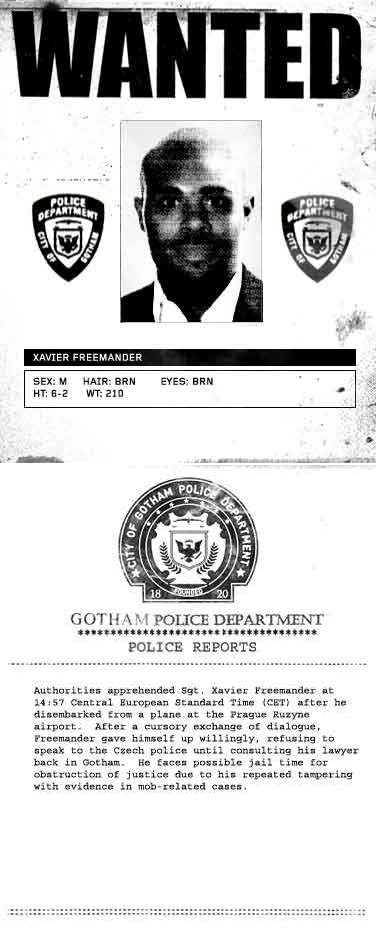 WANTED
POLICE
DEPARTMENT
CITY OF GOTHAM
POLICE
DEPARTMENT
CITY OF GOTHAM
XAVIER FREEMANDER
SEX: M HAIR: BRN EYES: BRN
HT: 6-2 WT: 210
CITY OF GOTHAM POLICE DEPARTMENT
FOUNDED
18 20
GOTHAM POLICE DEPARTMENT
************************************
POLICE REPORTS
Authorities apprehended Sgt. Xavier Freemander at
14:57 Central European Standard Time (CET) after he
disembarked from a plane at the Prague Ruzyne
airport. After a cursory exchange of dialogue,
Freemander gave himself up willingly, refusing to
speak to the Czech police until consulting his lawyer
back in Gotham. He faces possible jail time for
obstruction of justice due to his repeated tampering
with evidence in mob-related cases.